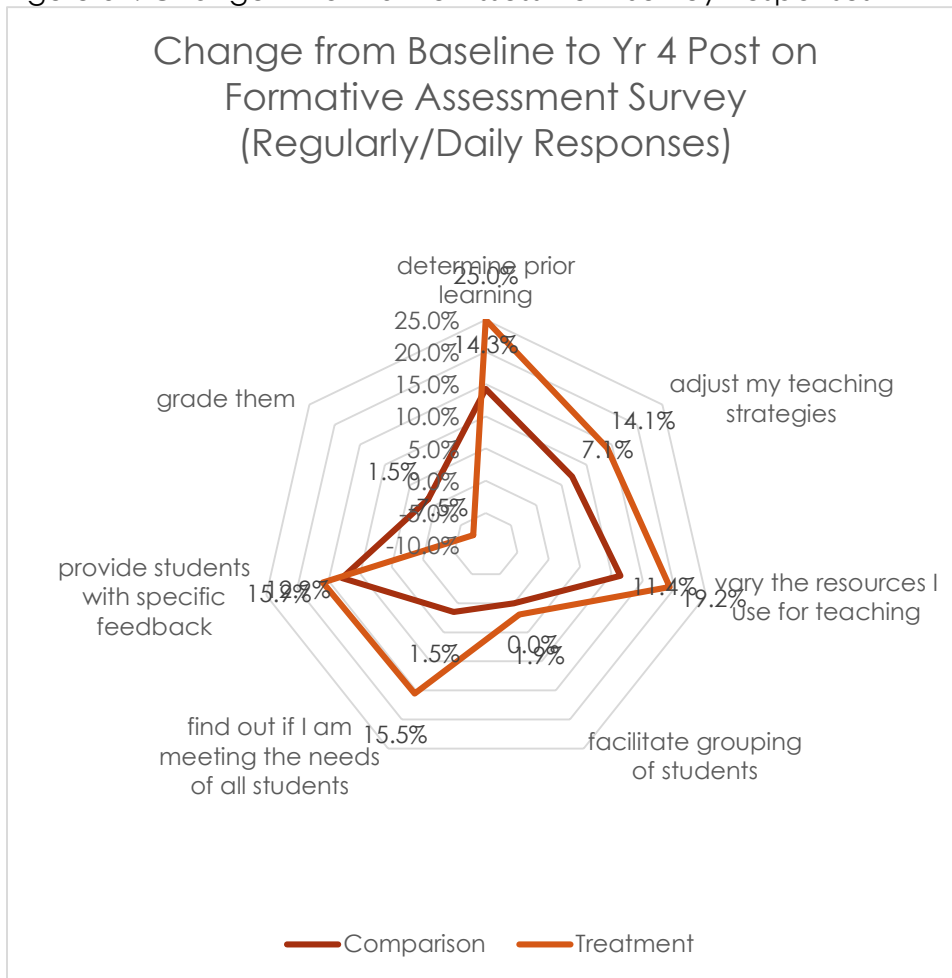 Change
Change from Baseline to Yr 4 Post on
Formative Assessment Survey
(Regularly/Daily Responses)
determine prior
learning
25.0%
14.3%
25.0%
20.0%
15.0%
10.0%
5.0%
0.0%
-5.0%
-10.0%
adjust my teaching
strategies
14.1%
7.1%
vary the resources I
use for teaching
11.4%
19.2%
facilitate grouping
of students
0.0%
1.9%
find out if I am
meeting the needs
of all students
1.5%
15.5%
provide students
with specific
feedback
grade them
1.5%
Comparison
Treatment